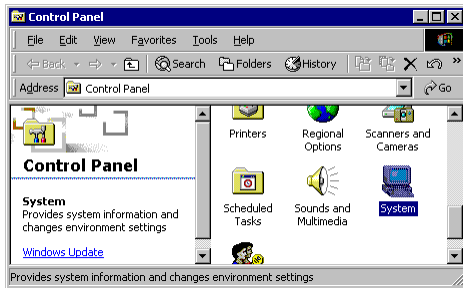 Control Panel
File Edit View Favorites Tools Help
Back Search Folders History »
Address Control Panel Go
Printers Regional Options Scanners and Cameras
Control Panel
System
Provides system information and
changes environment settings
Windows Update
Scheduled Tasks Sounds and Multimedia System
Provides system information and changes environment settings